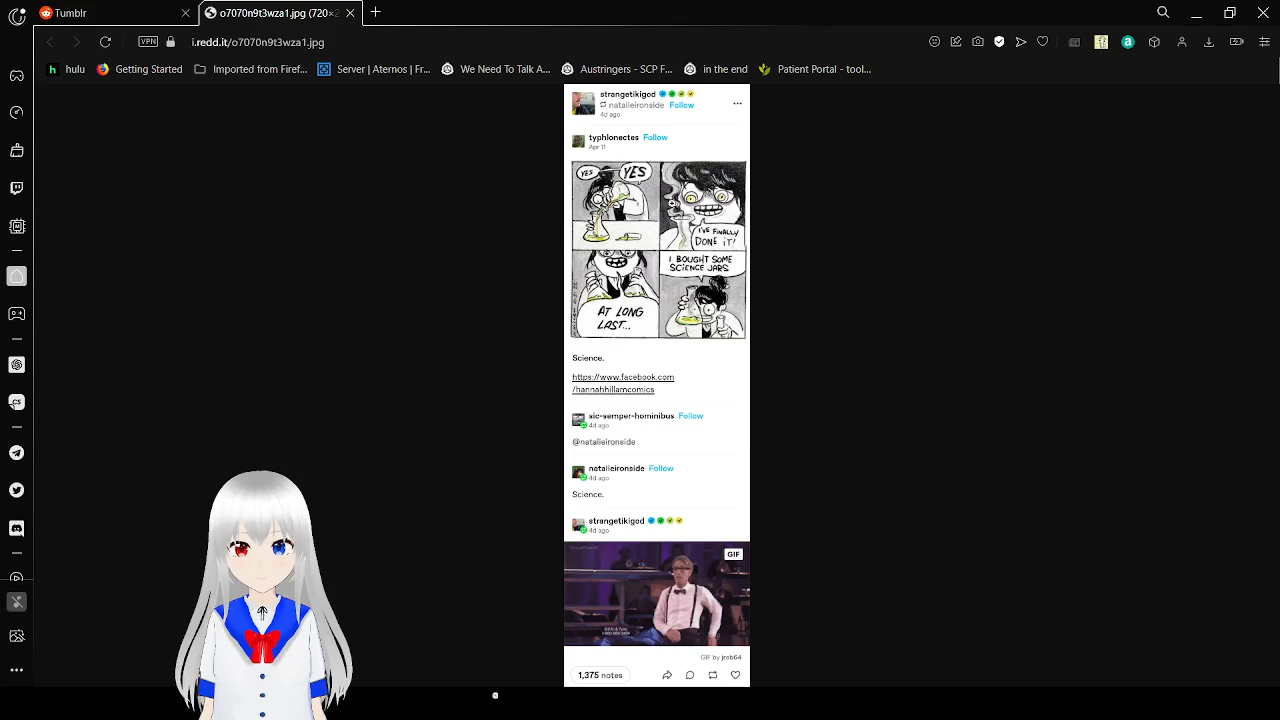 Tumblr
o7070n9t3wza1.jpg (720×2
VPN
i.redd.it/o7070n9t3wza1.jpg
h hulu
Getting Started
Imported from Firef...
Server | Aternos | Fr...
We Need To Talk A...
Austringers - SCP F...
in the end
Patient Portal - tool...
strangetikigod
natalieironside Follow
4d ago
typhlonectes Follow
Apr 11
YES
YES
I'VE FINALLY
DONE IT!
AT LONG
LAST...
I BOUGHT SOME
SCIENCE JARS
Science.
https://www.facebook.com
/hannahhillamcomics
sic-semper-hominibus Follow
4d ago
@natalieironside
natalieironside Follow
4d ago
Science.
strangetikigod
4d ago
GIF
GIF by jrob64
1,375 notes